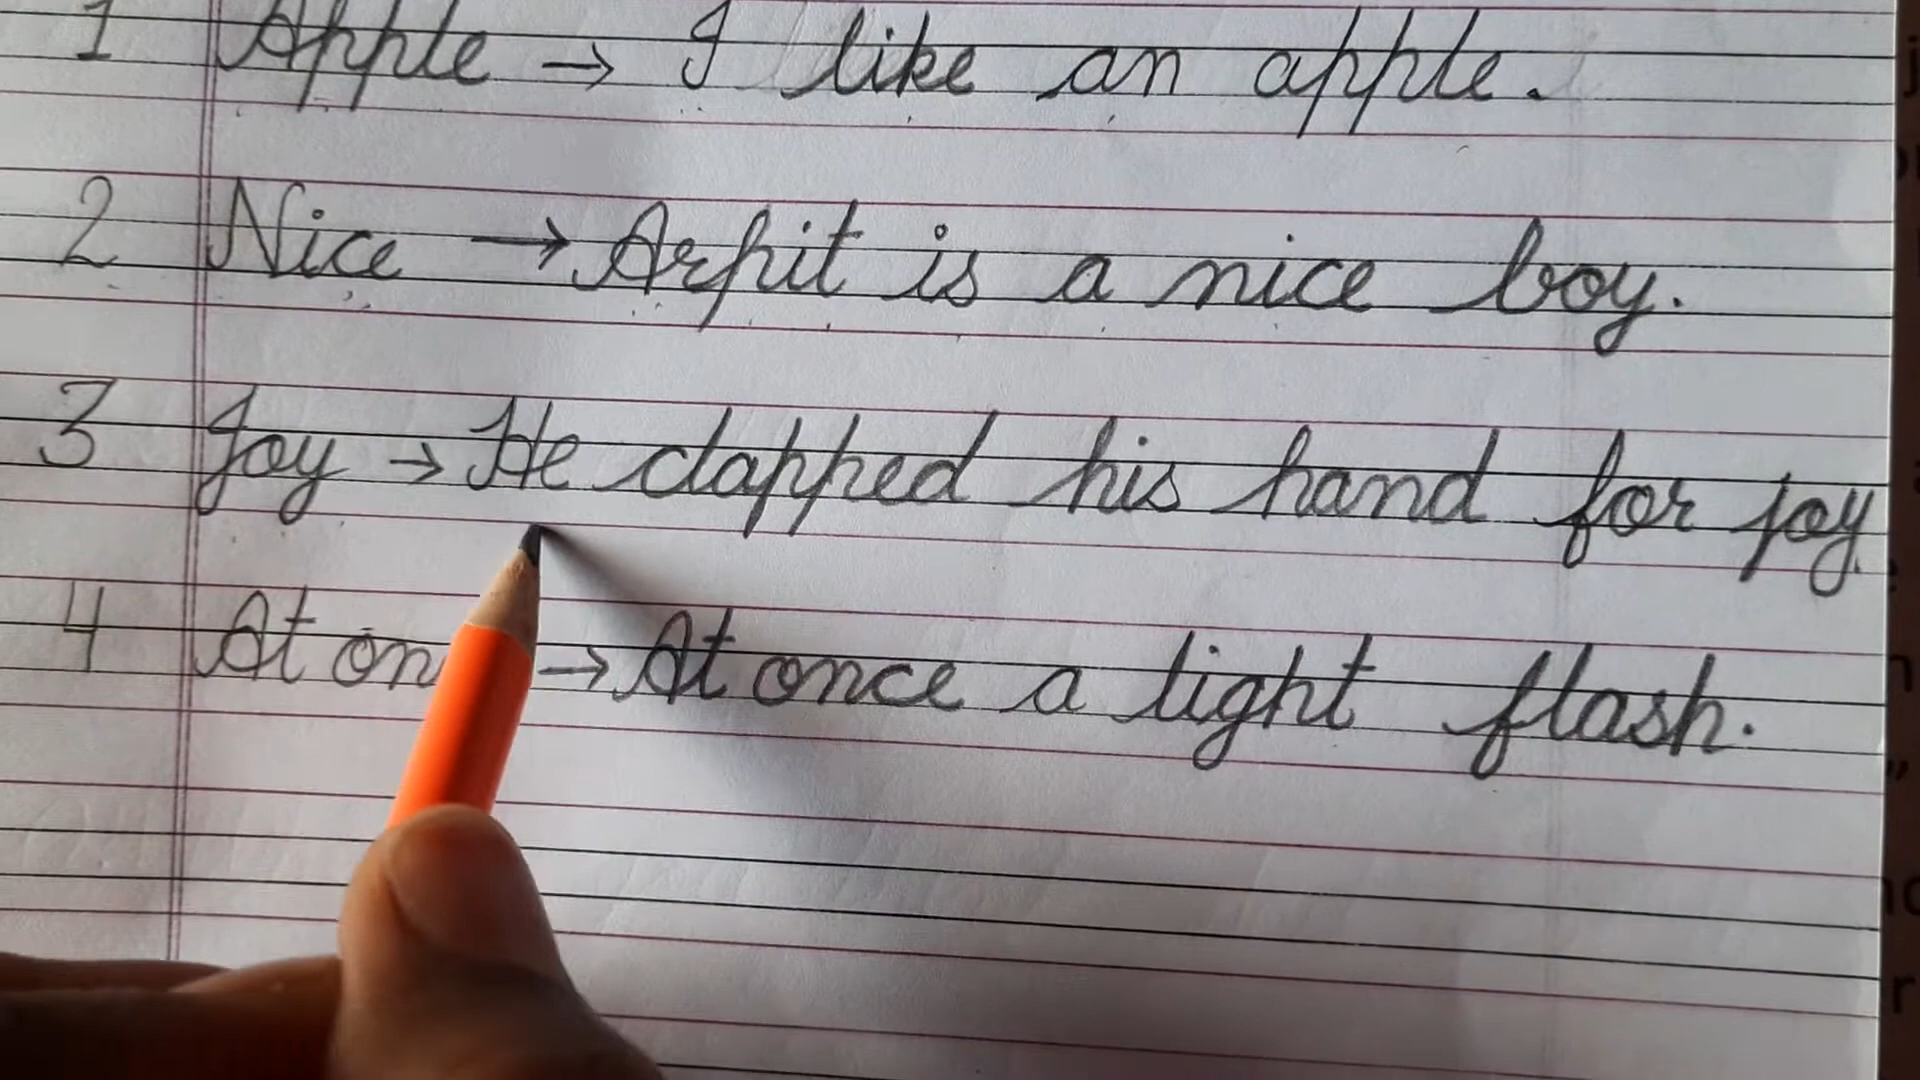 1 Apple → I like an apple.
2 Nice → Arpit is a nice boy.
3 Joy → He clapped his hand for joy.
4 At on → At once a light flash.